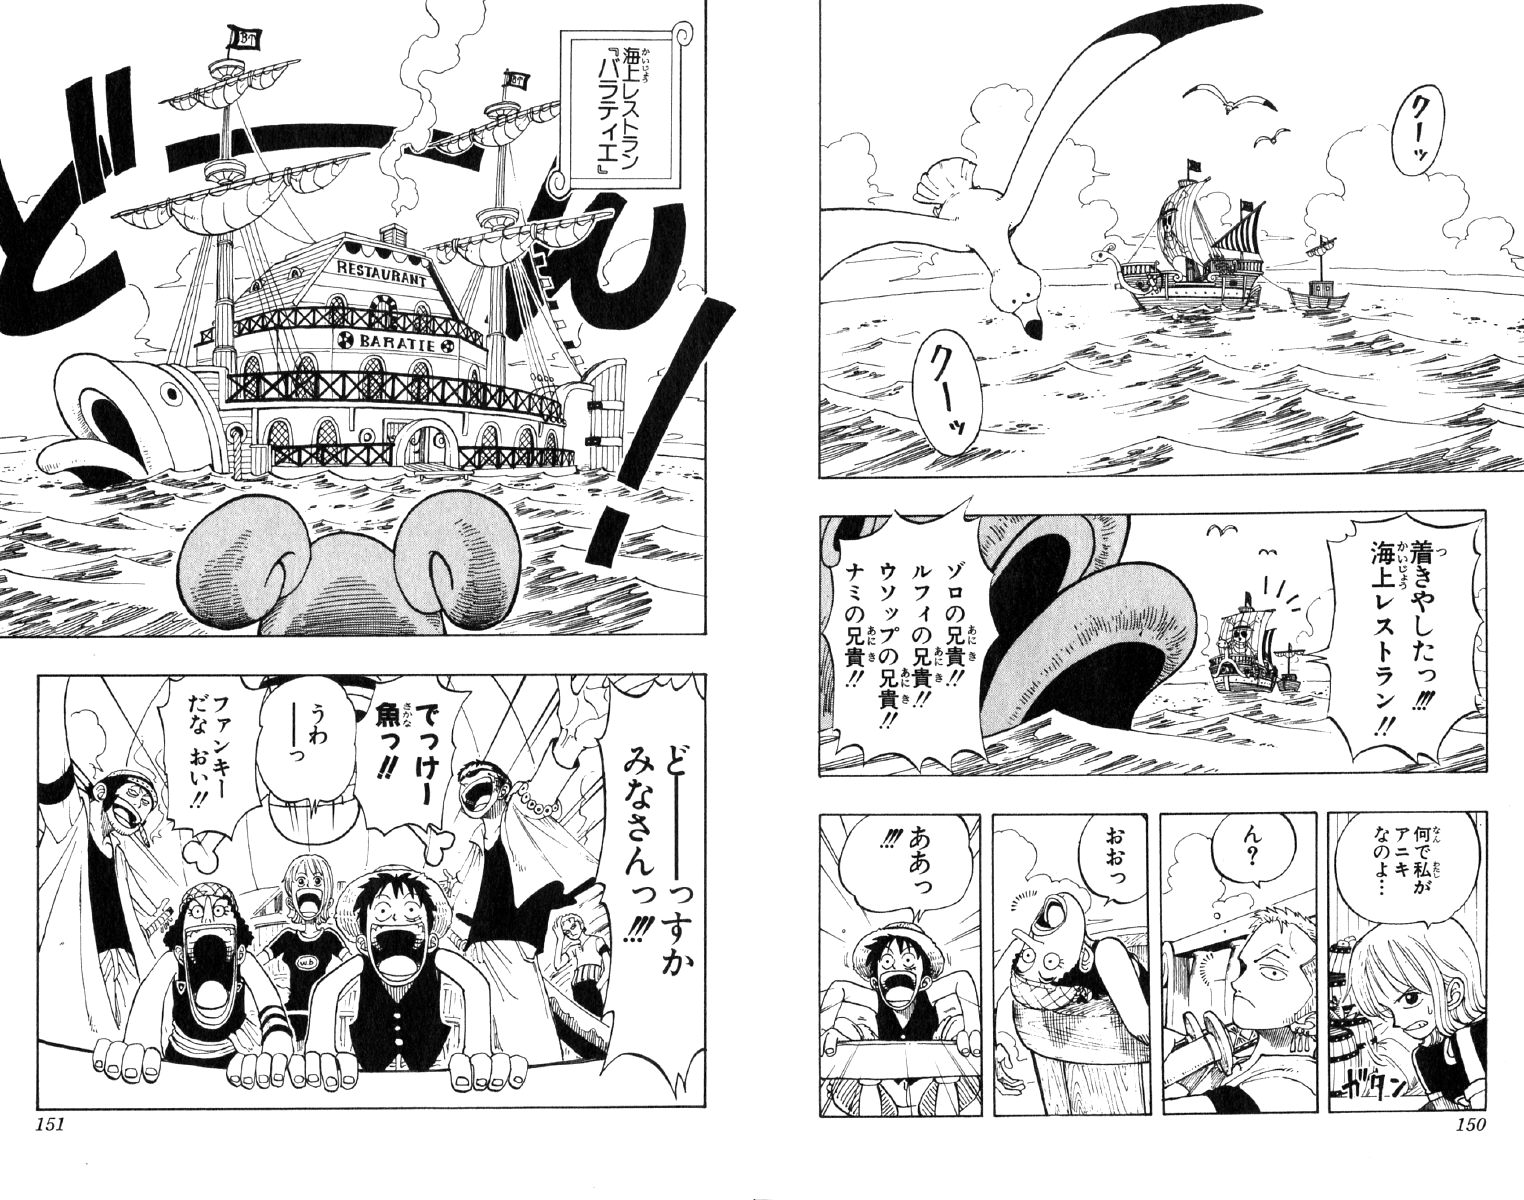 クーッ
クーッ
着きやしたっ!!!
海上レストラン!!
ゾロの兄貴!!
ルフィの兄貴!!
ウソップの兄貴!!
ナミの兄貴!!
何で私が
アニキ
なのよ…
ガタン
ん?
おおっ
ああっ
!!!
150
海上レストラン
『バラティエ』
ど——ん!
RESTAURANT
BARATIE
どーーーっすか
みなさんっ!!!
でっけー
魚っ!!
うわ
ーーっ
ファンキー
だな おい!!
w.b
151